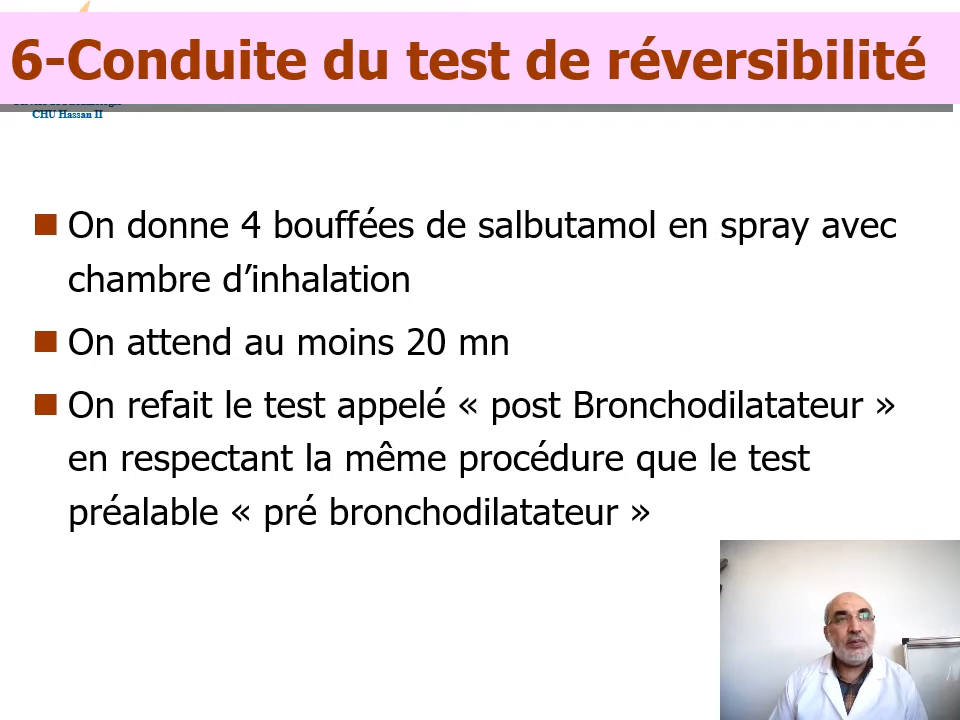 6-Conduite du test de réversibilité
CHU Hassan II
On donne 4 bouffées de salbutamol en spray avec
chambre d’inhalation
On attend au moins 20 mn
On refait le test appelé « post Bronchodilatateur »
en respectant la même procédure que le test
préalable « pré bronchodilatateur »